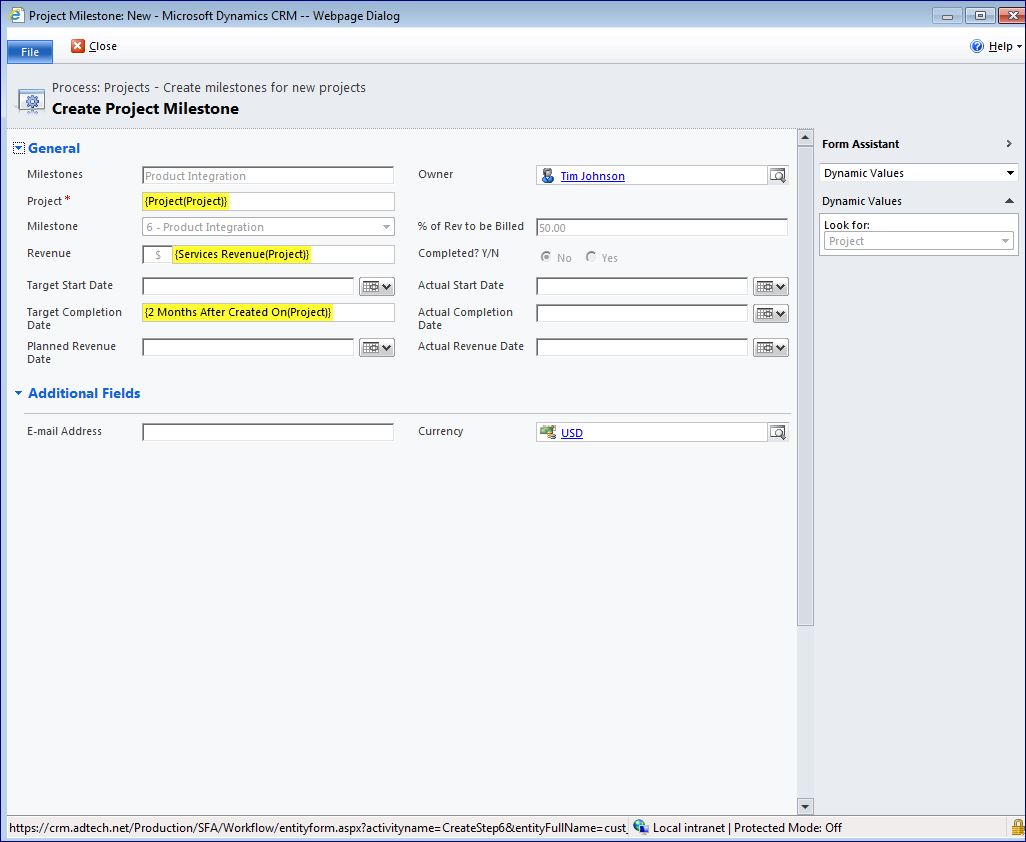 Project Milestone: New - Microsoft Dynamics CRM -- Webpage Dialog
File
Close
Help
Process: Projects - Create milestones for new projects
Create Project Milestone
General
Milestones
Product Integration
Owner
Tim Johnson
Project *
{Project(Project)}
Milestone
6 - Product Integration
% of Rev to be Billed
50.00
Revenue
$
{Services Revenue(Project)}
Completed? Y/N
No
Yes
Target Start Date
Actual Start Date
Target Completion
Date
{2 Months After Created On(Project)}
Actual Completion
Date
Planned Revenue
Date
Actual Revenue Date
Additional Fields
E-mail Address
Currency
USD
Form Assistant
Dynamic Values
Dynamic Values
Look for:
Project
https://crm.adtech.net/Production/SFA/Workflow/entityform.aspx?activityname=CreateStep6&entityFullName=cust_
Local intranet | Protected Mode: Off